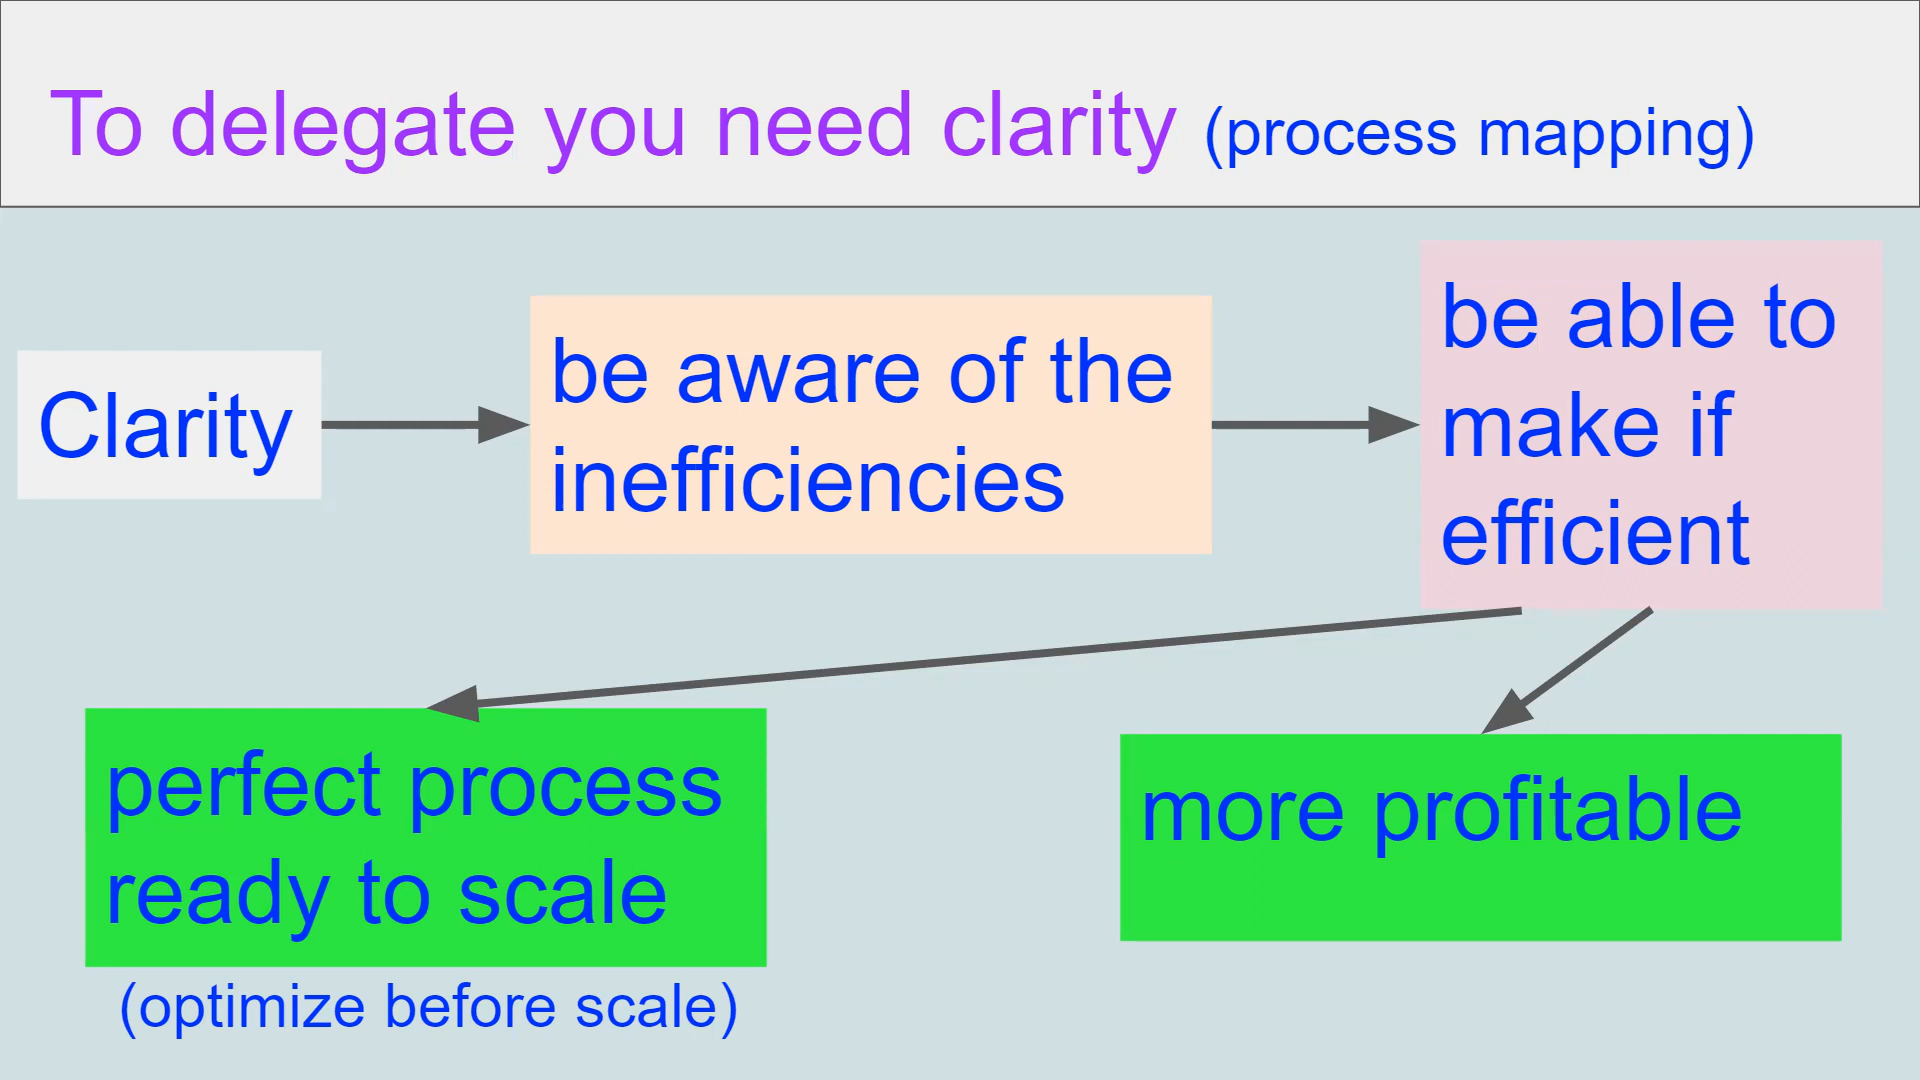 To delegate you need clarity (process mapping)
Clarity
be aware of the
inefficiencies
be able to
make if
efficient
perfect process
ready to scale
(optimize before scale)
more profitable